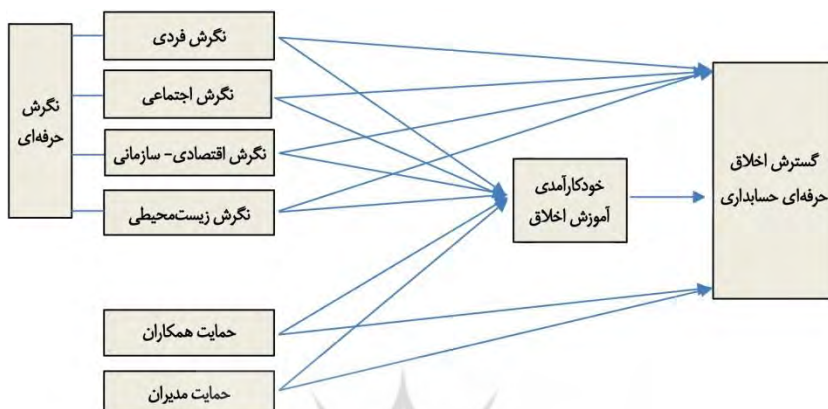 نگرش
حرفه‌ای
نگرش فردی
نگرش اجتماعی
نگرش اقتصادی- سازمانی
نگرش زیست‌محیطی
حمایت همکاران
حمایت مدیران
خودکارآمدی
آموزش اخلاق
گسترش اخلاق
حرفه‌ای حسابداری